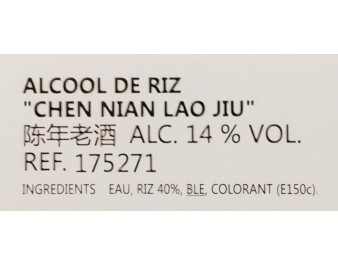 ALCOOL DE RIZ
"CHEN NIAN LAO JIU"
陈年老酒 ALC. 14 % VOL.
REF. 175271
INGREDIENTS EAU, RIZ 40%, BLE, COLORANT (E150c).